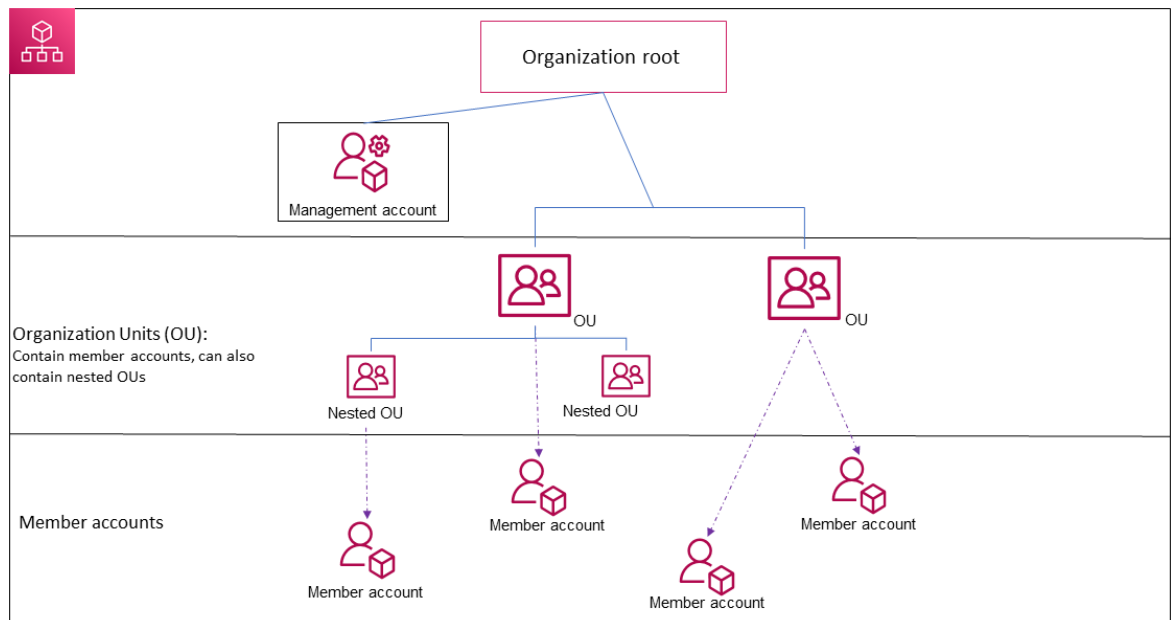 Organization root
Management account
OU
OU
Organization Units (OU):
Contain member accounts, can also
contain nested OUs
Nested OU
Nested OU
Member accounts
Member account
Member account
Member account
Member account